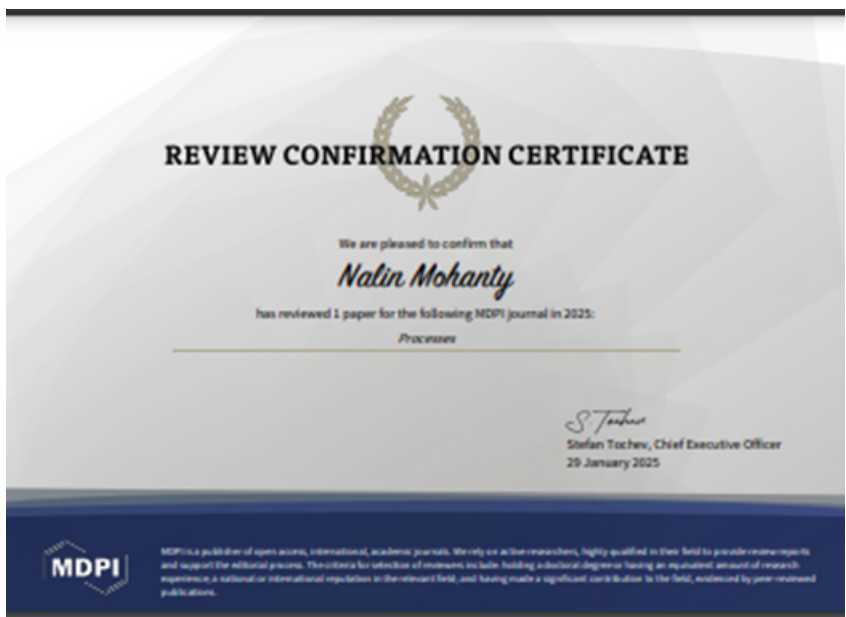 REVIEW CONFIRMATION CERTIFICATE
We are pleased to confirm that
Nalin Mohanty
has reviewed 1 paper for the following MDPI journal in 2025:
Processes
S. Tochev
Stefan Tochev, Chief Executive Officer
29 January 2025
MDPI
MDPI is a publisher of open access, international, academic journals. We rely on active researchers, highly qualified in their field to provide review reports
and support the editorial process. The criteria for selection of reviewers include: holding a doctoral degree or having an equivalent amount of research
experience; a national or international reputation in the relevant field; and having made a significant contribution to the field, evidenced by peer-reviewed
publications.